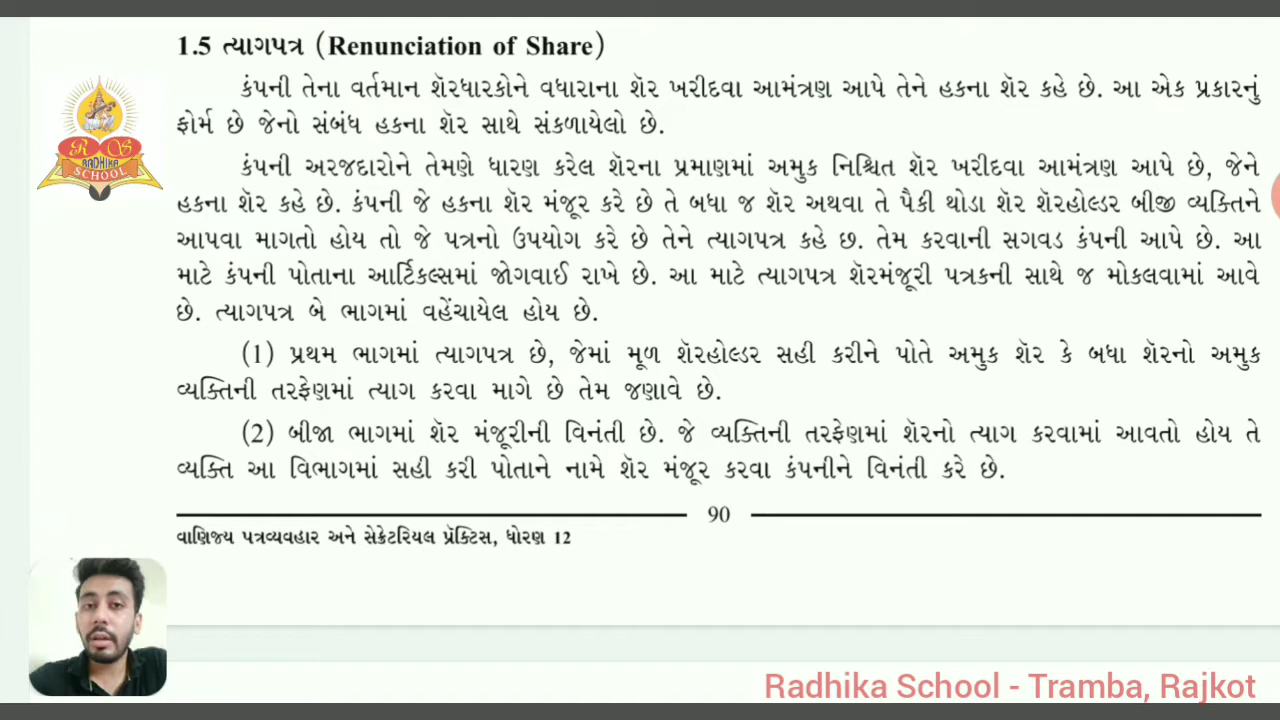 1.5 ત્યાગપત્ર (Renunciation of Share)
કંપની તેના વર્તમાન શૅરધારકોને વધારાના શૅર ખરીદવા આમંત્રણ આપે તેને હકના શૅર કહે છે. આ એક પ્રકારનું
ફોર્મ છે જેનો સંબંધ હકના શૅર સાથે સંકળાયેલો છે.
કંપની અરજદારોને તેમણે ધારણ કરેલ શૅરના પ્રમાણમાં અમુક નિશ્ચિત શૅર ખરીદવા આમંત્રણ આપે છે, જેને
હકના શૅર કહે છે. કંપની જે હકના શૅર મંજૂર કરે છે તે બધા જ શૅર અથવા તે પૈકી થોડા શૅર શૅરહોલ્ડર બીજી વ્યક્તિને
આપવા માગતો હોય તો જે પત્રનો ઉપયોગ કરે છે તેને ત્યાગપત્ર કહે છ. તેમ કરવાની સગવડ કંપની આપે છે. આ
માટે કંપની પોતાના આર્ટિકલ્સમાં જોગવાઈ રાખે છે. આ માટે ત્યાગપત્ર શૅરમંજૂરી પત્રકની સાથે જ મોકલવામાં આવે
છે. ત્યાગપત્ર બે ભાગમાં વહેંચાયેલ હોય છે.
(1) પ્રથમ ભાગમાં ત્યાગપત્ર છે, જેમાં મૂળ શૅરહોલ્ડર સહી કરીને પોતે અમુક શૅર કે બધા શૅરનો અમુક
વ્યક્તિની તરફેણમાં ત્યાગ કરવા માગે છે તેમ જણાવે છે.
(2) બીજા ભાગમાં શૅર મંજૂરીની વિનંતી છે. જે વ્યક્તિની તરફેણમાં શૅરનો ત્યાગ કરવામાં આવતો હોય તે
વ્યક્તિ આ વિભાગમાં સહી કરી પોતાને નામે શૅર મંજૂર કરવા કંપનીને વિનંતી કરે છે.
90
વાણિજ્ય પત્રવ્યવહાર અને સેક્રેટરિયલ પ્રૅક્ટિસ, ધોરણ 12
R S
RADHIKA
SCHOOL
Radhika School - Tramba, Rajkot